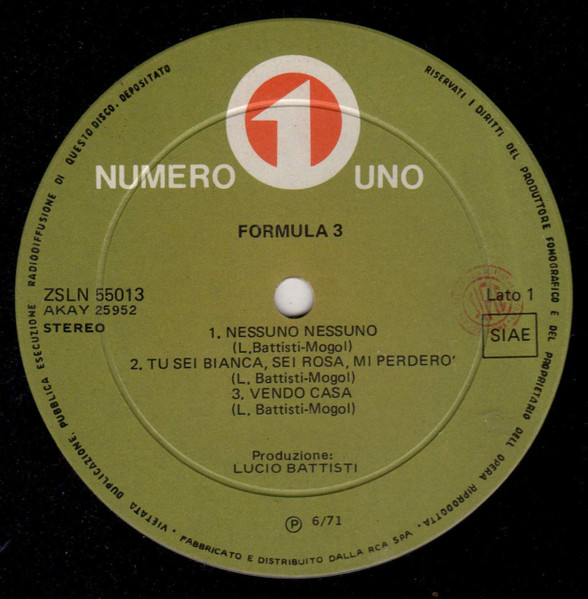 VIETATA DUPLICAZIONE, PUBBLICA ESECUZIONE RADIODIFFUSIONE DI QUESTO DISCO. DEPOSITATO
RISERVATI I DIRITTI DEL PRODUTTORE FONOGRAFICO E DEL PROPRIETARIO DELL OPERA RIPRODOTTA.
1
NUMERO UNO
FORMULA 3
ZSLN 55013
AKAY 25952
STEREO
Lato 1
SIAE
1. NESSUNO NESSUNO
(L.Battisti-Mogol)
2. TU SEI BIANCA, SEI ROSA, MI PERDERO'
(L. Battisti-Mogol)
3. VENDO CASA
(L. Battisti-Mogol)
Produzione:
LUCIO BATTISTI
Ⓟ 6/71
FABBRICATO E DISTRIBUITO DALLA RCA SPA